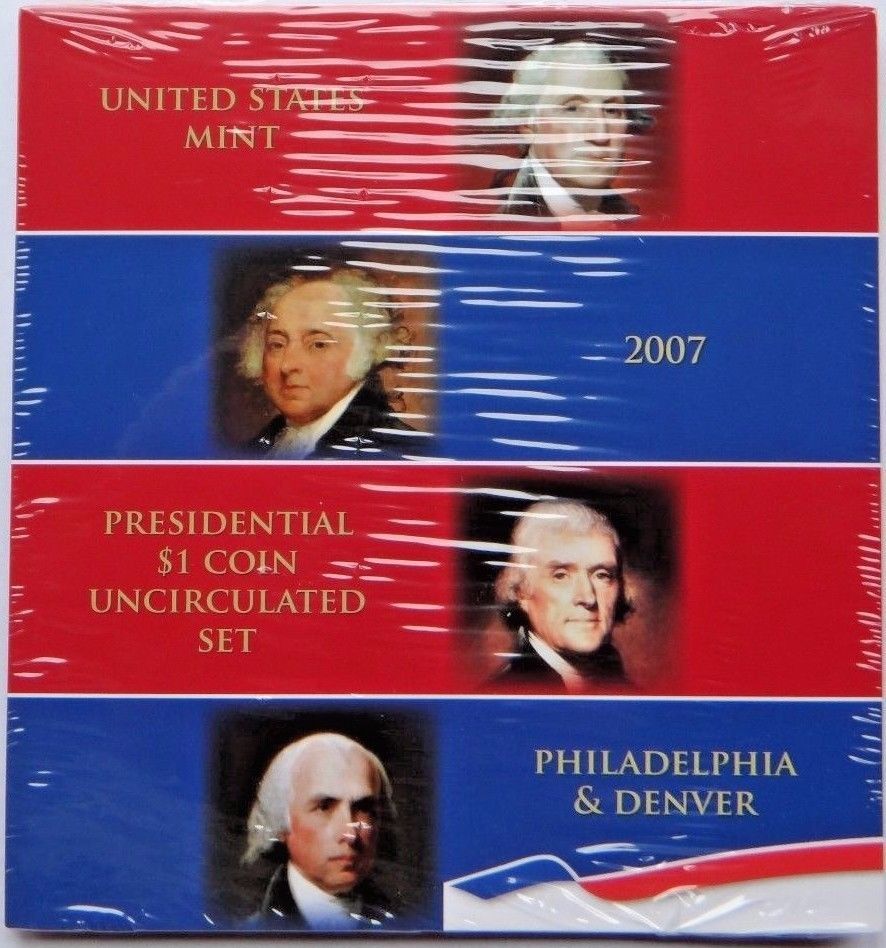 UNITED STATES
MINT
2007
PRESIDENTIAL
$1 COIN
UNCIRCULATED
SET
PHILADELPHIA
& DENVER